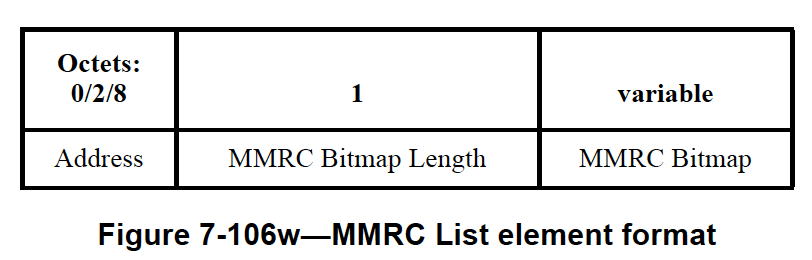 Octets:
0/2/8
1
variable
Address
MMRC Bitmap Length
MMRC Bitmap
Figure 7-106w—MMRC List element format